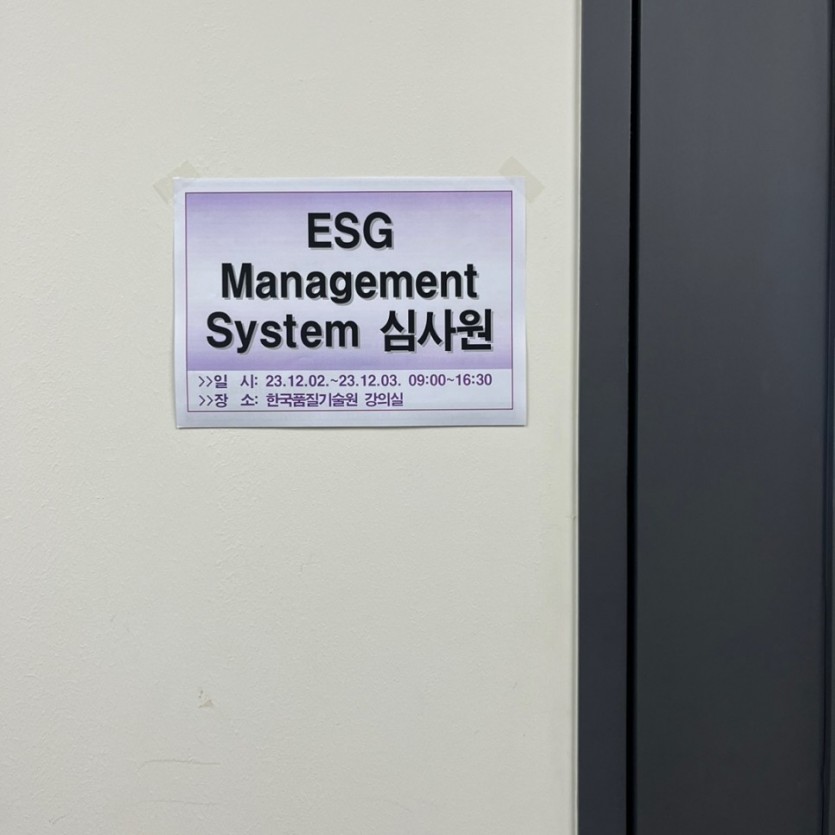 ESG
Management
System 심사원
>>일 시: 23.12.02.~23.12.03. 09:00~16:30
>>장 소: 한국품질기술원 강의실